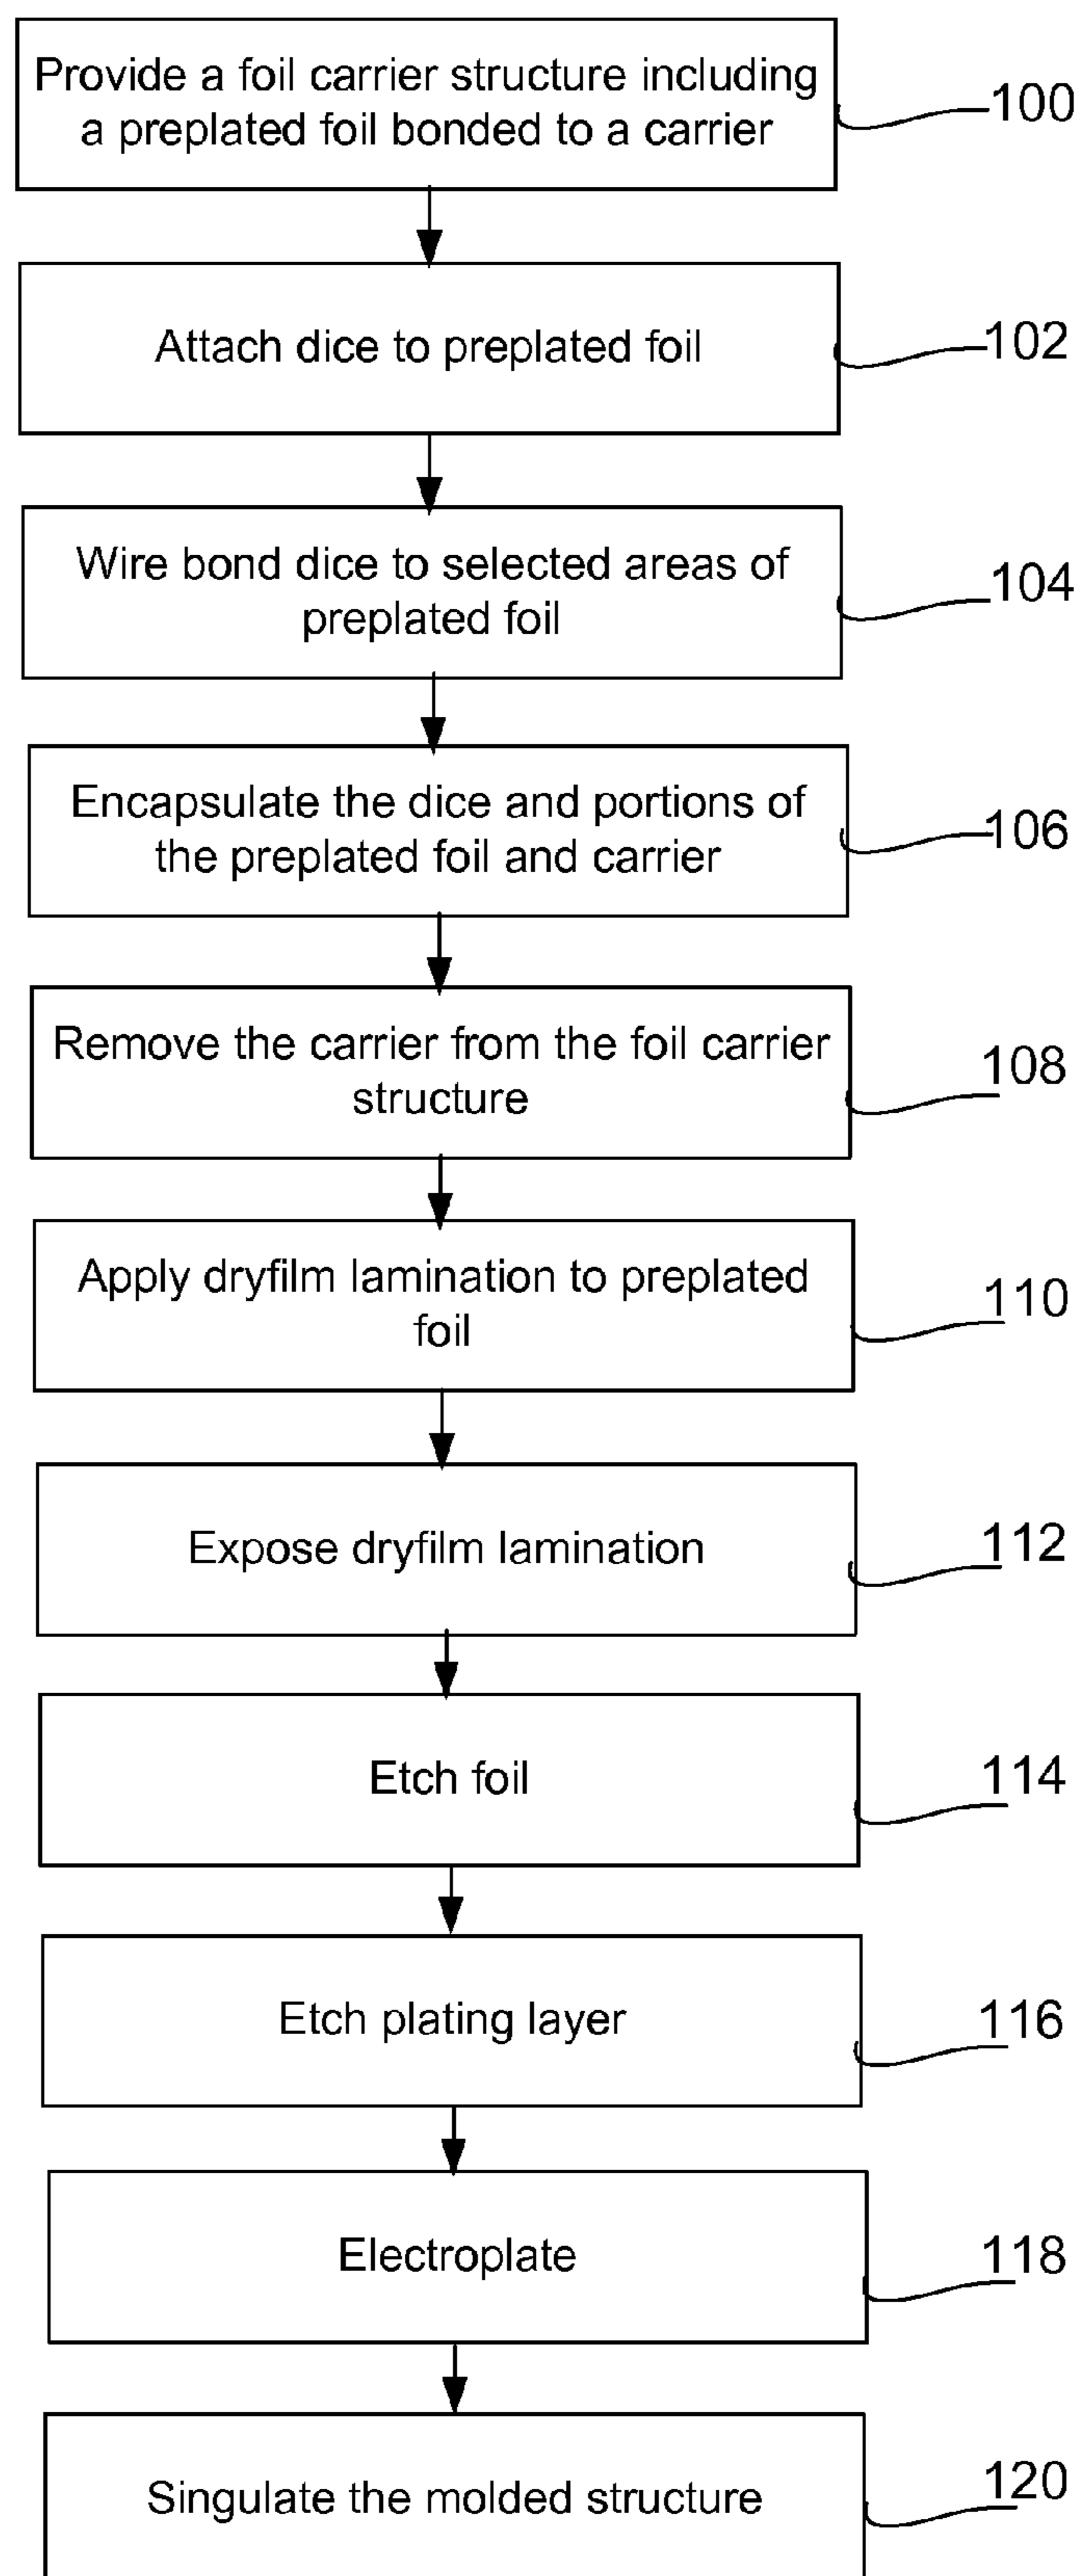 Provide a foil carrier structure including
a preplated foil bonded to a carrier
100
Attach dice to preplated foil
102
Wire bond dice to selected areas of
preplated foil
104
Encapsulate the dice and portions of
the preplated foil and carrier
106
Remove the carrier from the foil carrier
structure
108
Apply dryfilm lamination to preplated
foil
110
Expose dryfilm lamination
112
Etch foil
114
Etch plating layer
116
Electroplate
118
Singulate the molded structure
120